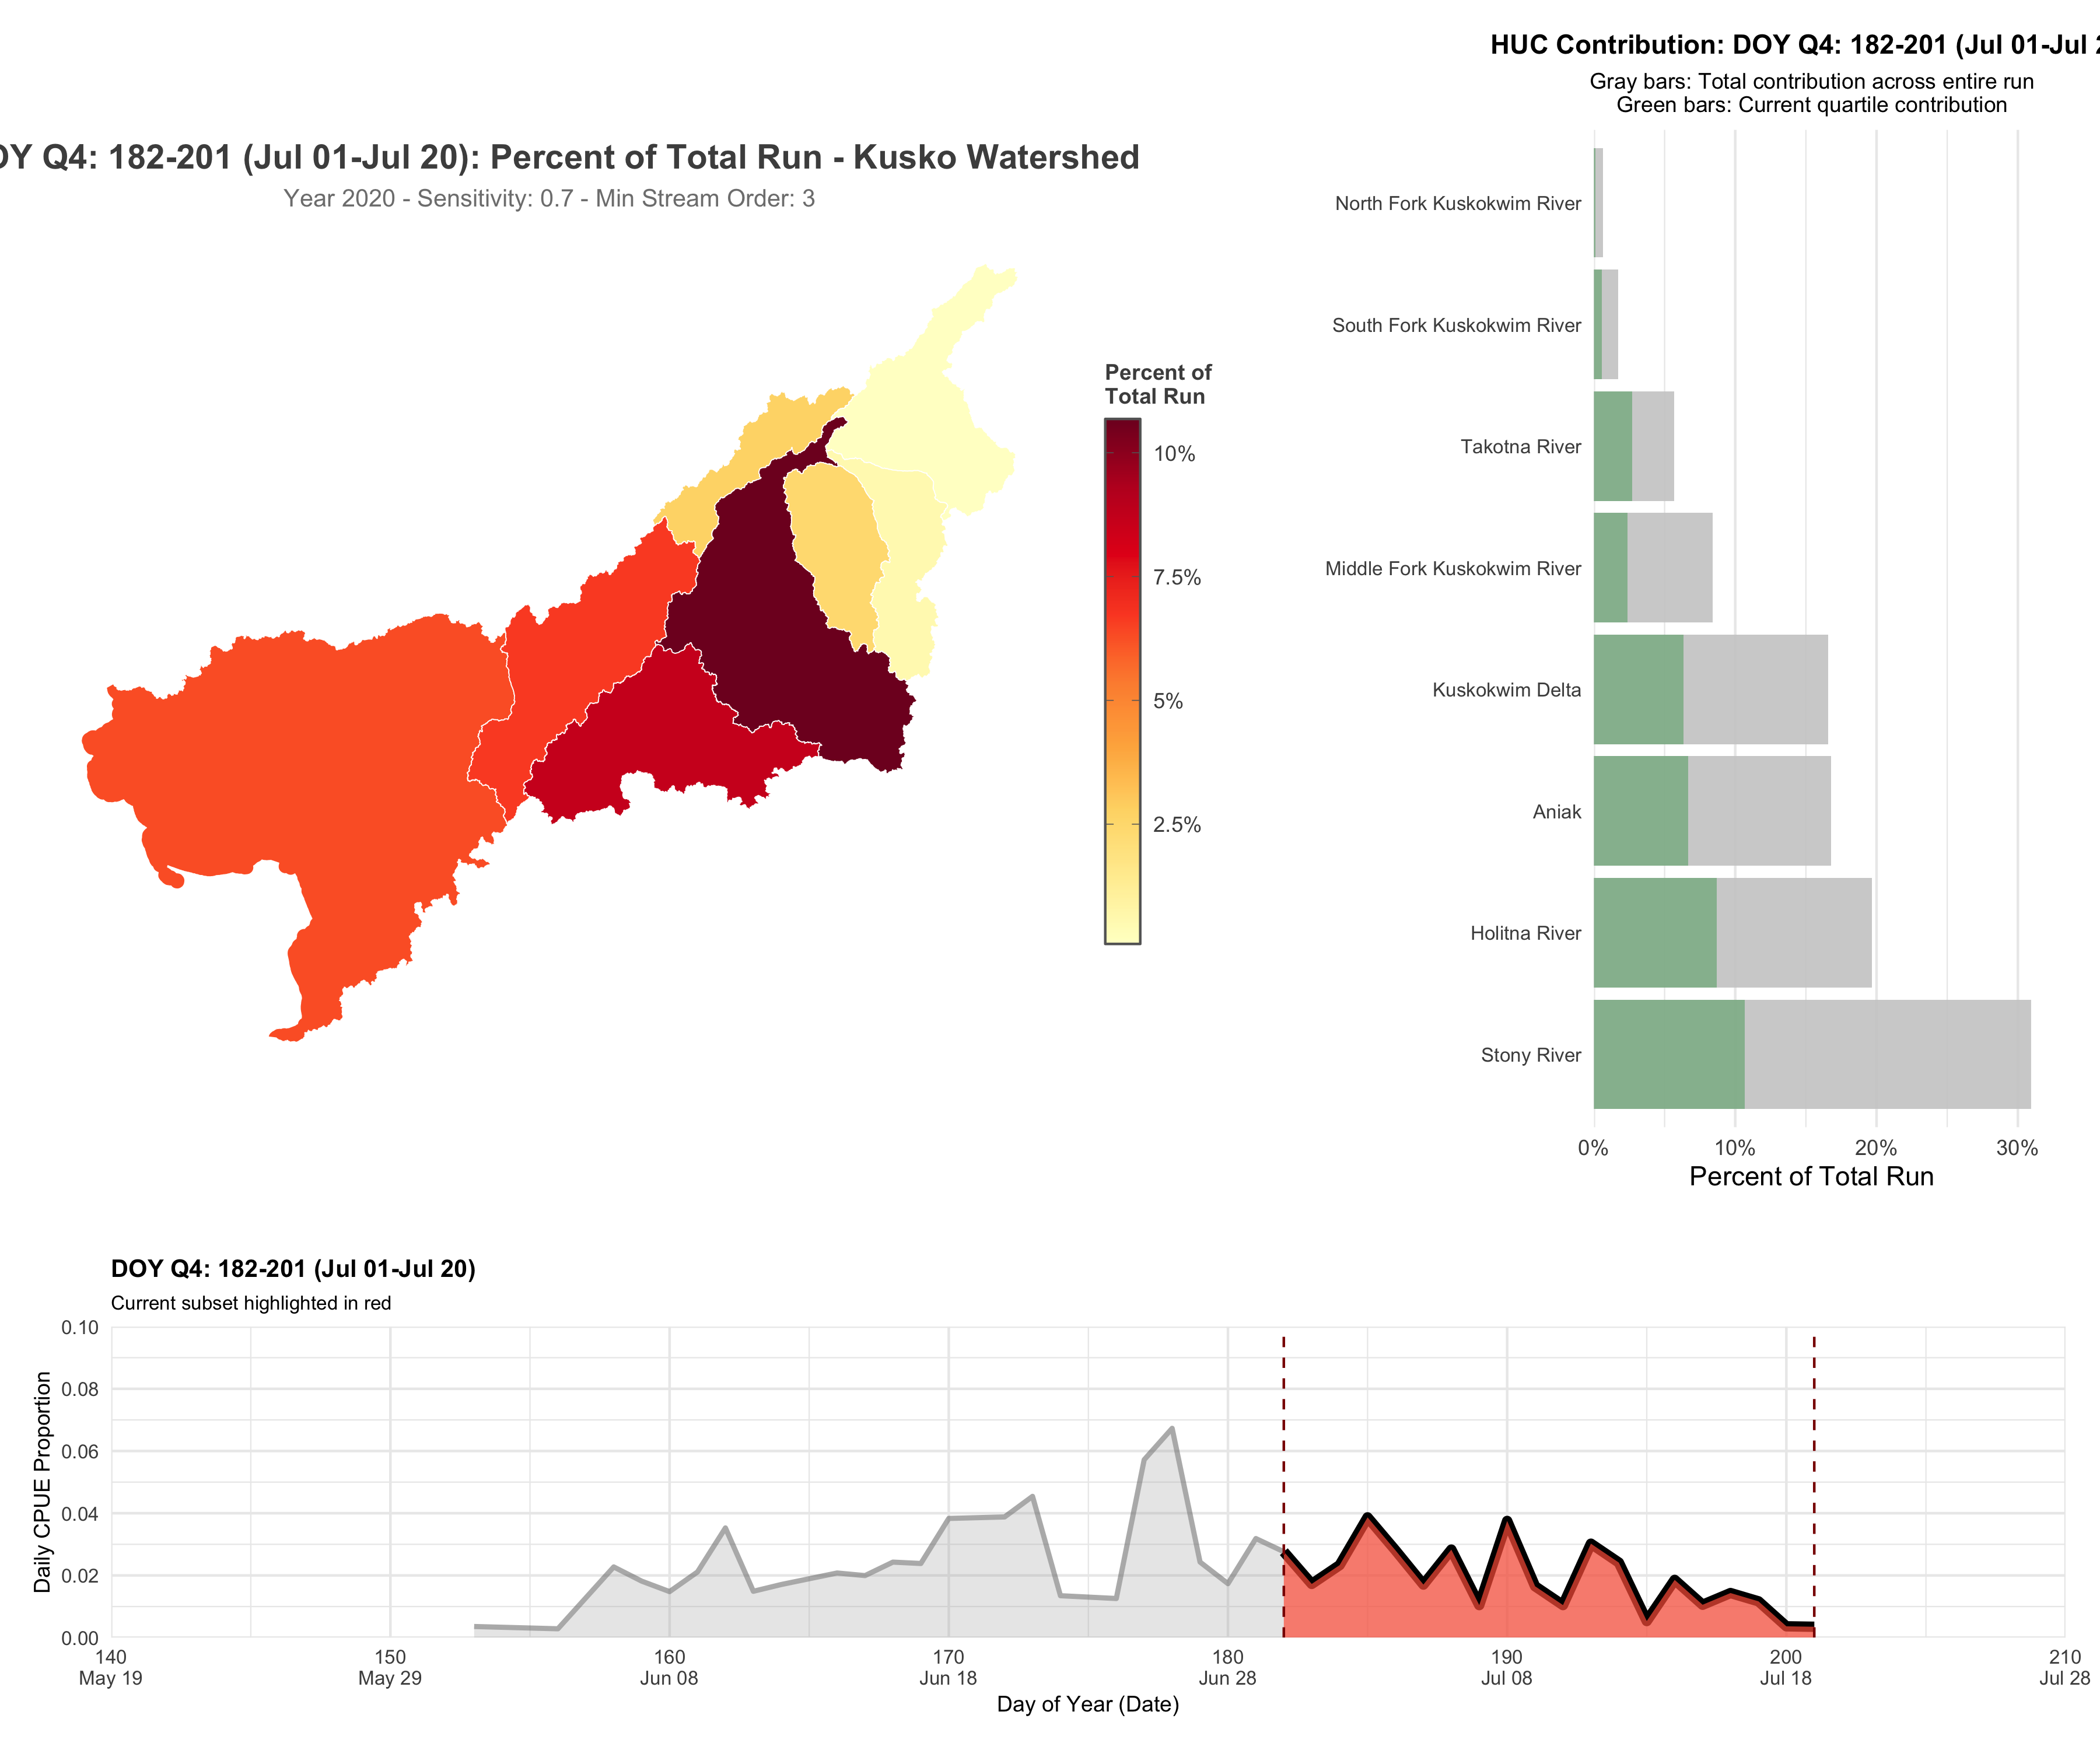 HUC Contribution: DOY Q4: 182-201 (Jul 01-Jul 2
Gray bars: Total contribution across entire run
Green bars: Current quartile contribution
OY Q4: 182-201 (Jul 01-Jul 20): Percent of Total Run - Kusko Watershed
Year 2020 - Sensitivity: 0.7 - Min Stream Order: 3
Percent of
Total Run
10%
7.5%
5%
2.5%
North Fork Kuskokwim River
South Fork Kuskokwim River
Takotna River
Middle Fork Kuskokwim River
Kuskokwim Delta
Aniak
Holitna River
Stony River
0% 10% 20% 30%
Percent of Total Run
DOY Q4: 182-201 (Jul 01-Jul 20)
Current subset highlighted in red
Daily CPUE Proportion
0.10
0.08
0.06
0.04
0.02
0.00
140 150 160 170 180 190 200 210
May 19 May 29 Jun 08 Jun 18 Jun 28 Jul 08 Jul 18 Jul 28
Day of Year (Date)